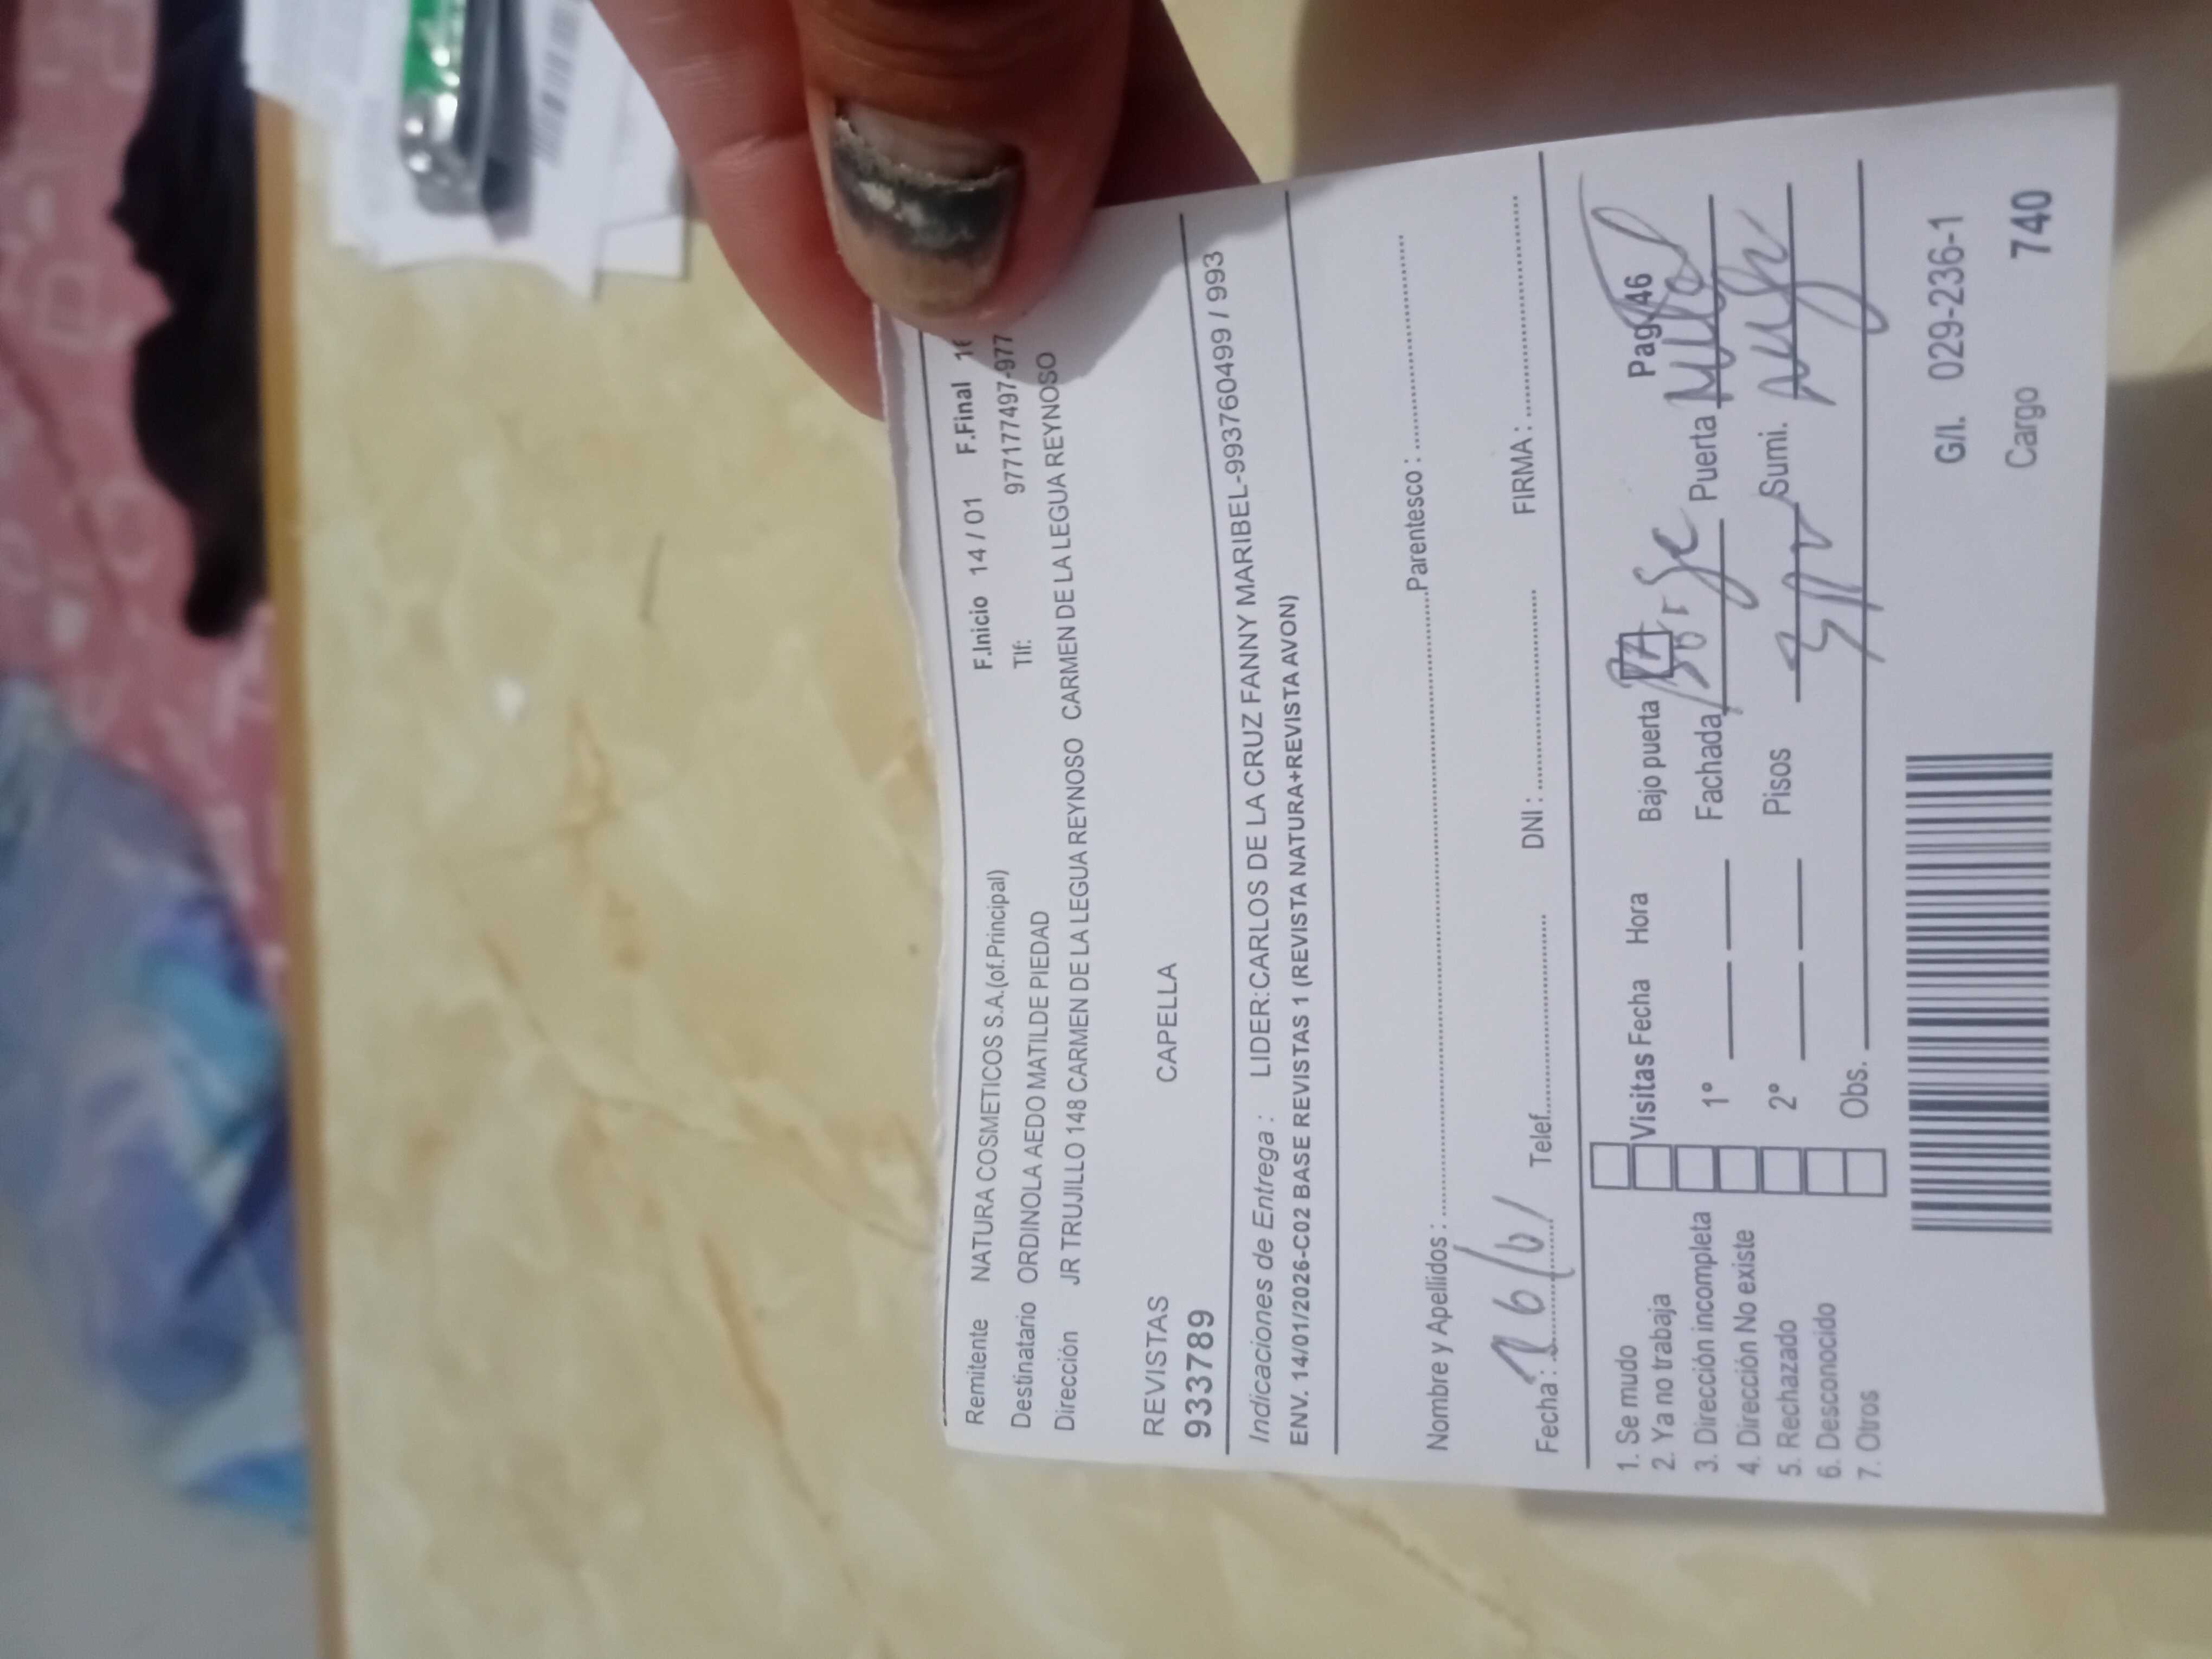 F.Inicio 14 / 01 F.Final
Remitente NATURA COSMETICOS S.A.(of.Principal) Tlf: 977177497-977
Destinatario ORDINOLA AEDO MATILDE PIEDAD
Dirección JR TRUJILLO 148 CARMEN DE LA LEGUA REYNOSO CARMEN DE LA LEGUA REYNOSO
REVISTAS CAPELLA
933789
Indicaciones de Entrega : LIDER:CARLOS DE LA CRUZ FANNY MARIBEL-993760499 / 993
ENV. 14/01/2026-C02 BASE REVISTAS 1 (REVISTA NATURA+REVISTA AVON)
Nombre y Apellidos : Parentesco :
Fecha : Telef. DNI : FIRMA :
1. Se mudo
2. Ya no trabaja
3. Dirección incompleta
4. Dirección No existe
5. Rechazado
6. Desconocido
7. Otros
Visitas Fecha Hora
1°
2°
Obs.
Bajo puerta Pag. 46
Fachada Puerta
Pisos Sumi.
G/I. 029-236-1
Cargo 740